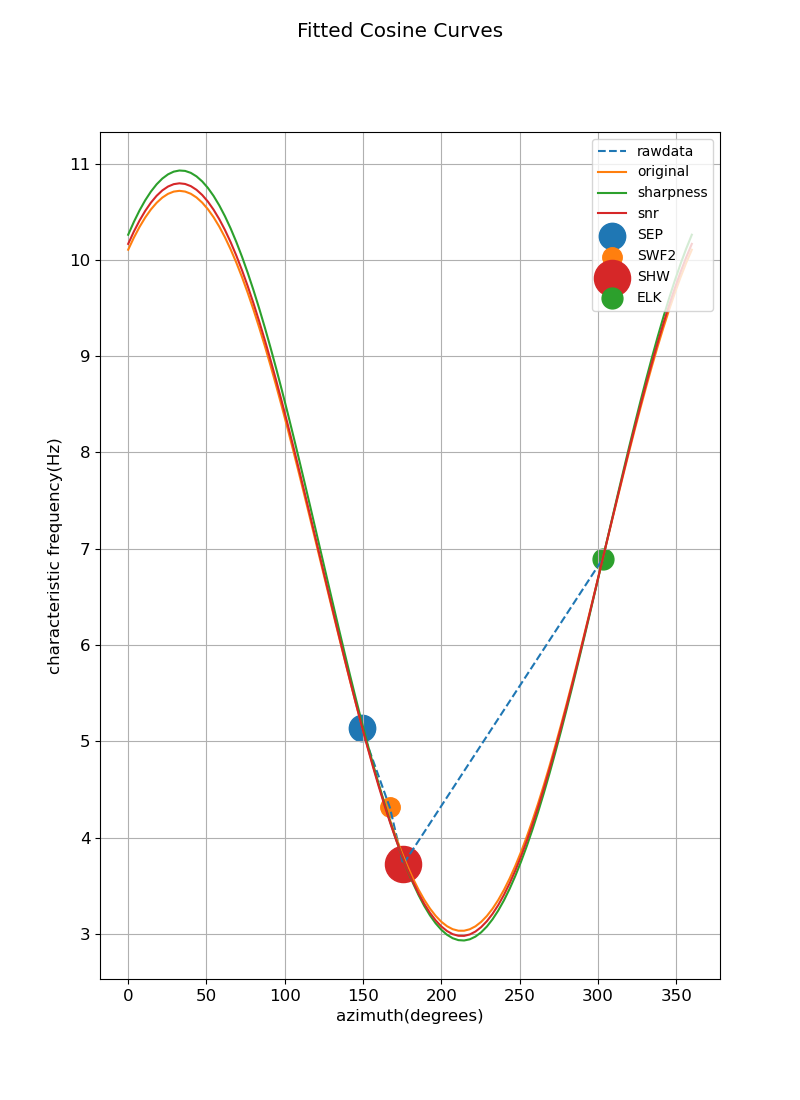 Fitted Cosine Curves
characteristic frequency(Hz)
11
10
9
8
7
6
5
4
3
rawdata
original
sharpness
snr
SEP
SWF2
SHW
ELK
0 50 100 150 200 250 300 350
azimuth(degrees)